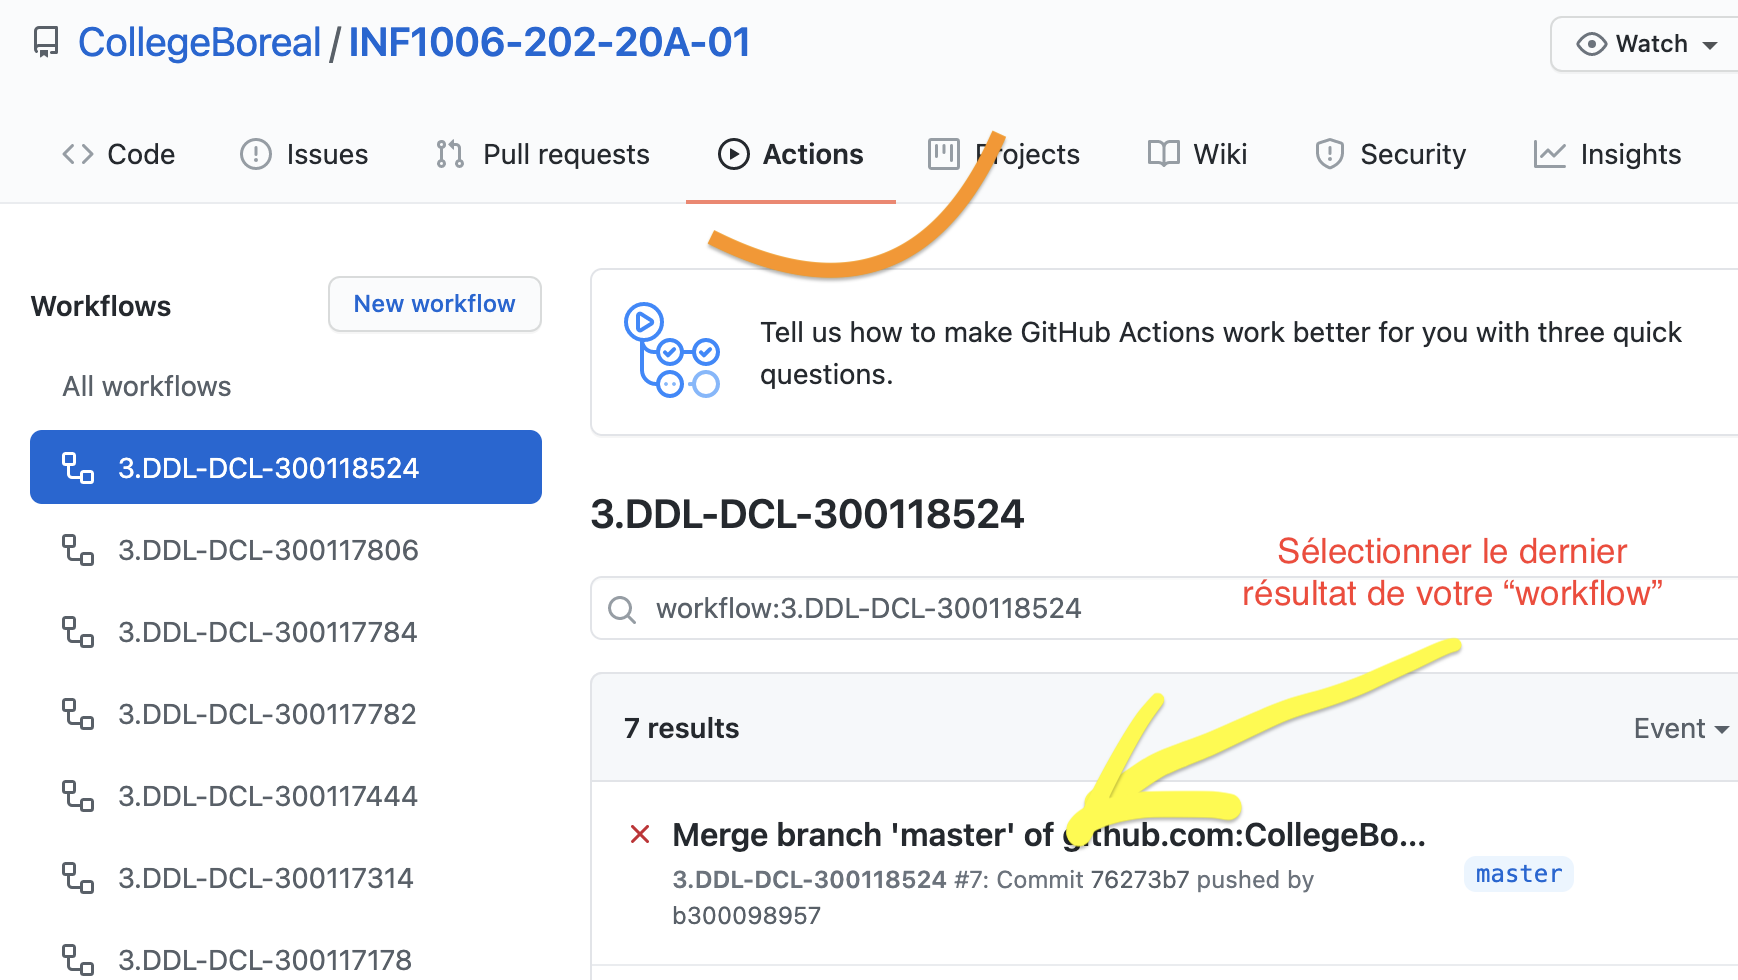 CollegeBoreal / INF1006-202-20A-01
Watch
Code
Issues
Pull requests
Actions
Projects
Wiki
Security
Insights
Workflows
New workflow
All workflows
3.DDL-DCL-300118524
3.DDL-DCL-300117806
3.DDL-DCL-300117784
3.DDL-DCL-300117782
3.DDL-DCL-300117444
3.DDL-DCL-300117314
3.DDL-DCL-300117178
Tell us how to make GitHub Actions work better for you with three quick
questions.
3.DDL-DCL-300118524
Sélectionner le dernier
résultat de votre “workflow”
workflow:3.DDL-DCL-300118524
7 results
Event
Merge branch 'master' of github.com:CollegeBo...
3.DDL-DCL-300118524 #7: Commit 76273b7 pushed by
b300098957
master